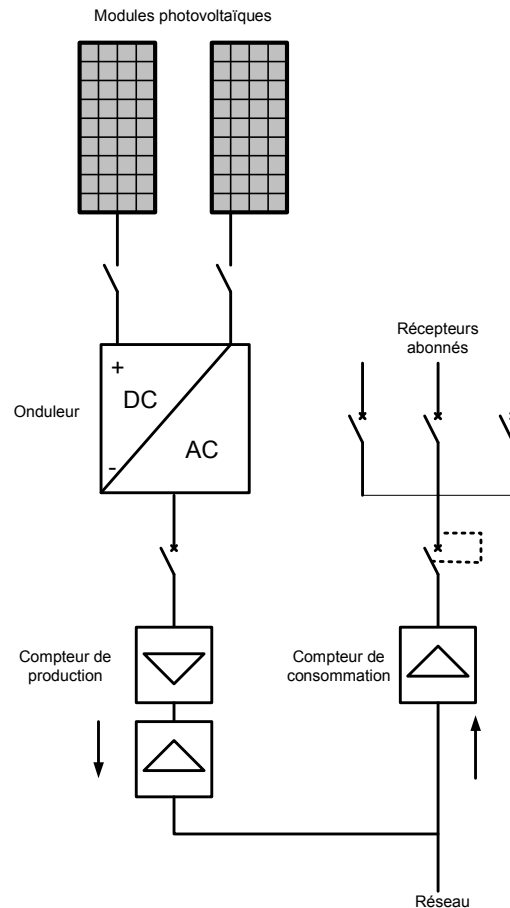 Modules photovoltaïques
Récepteurs
abonnés
+
DC
Onduleur
AC
-
Compteur de
production
Compteur de
consommation
Réseau